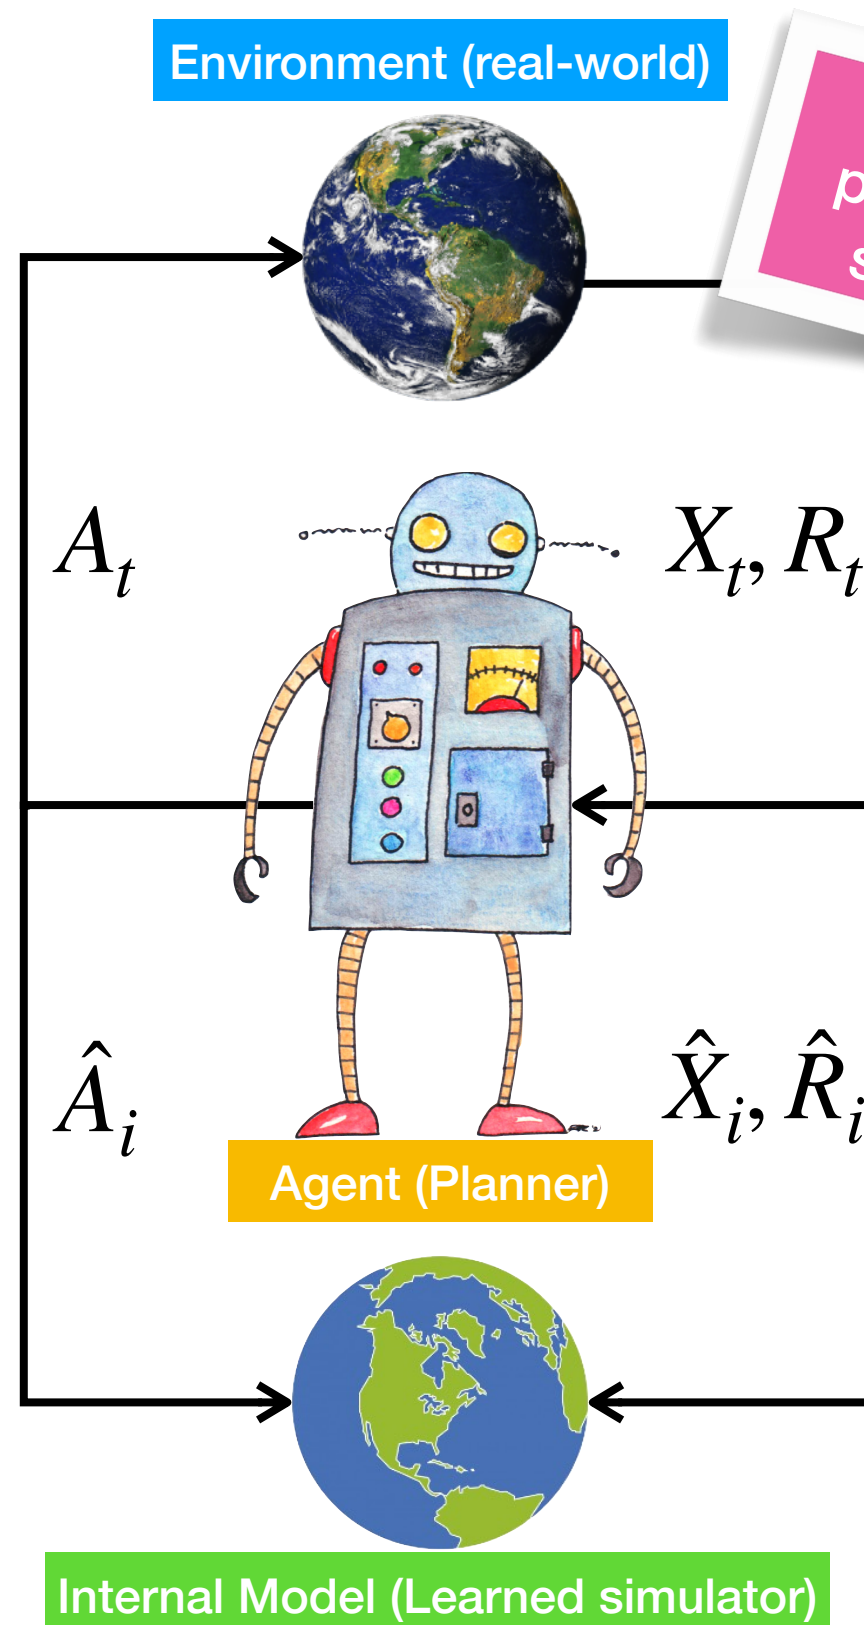 Environment (real-world)
A_t
X_t, R_t
Â_i
X̂_i, R̂_i
Agent (Planner)
Internal Model (Learned simulator)